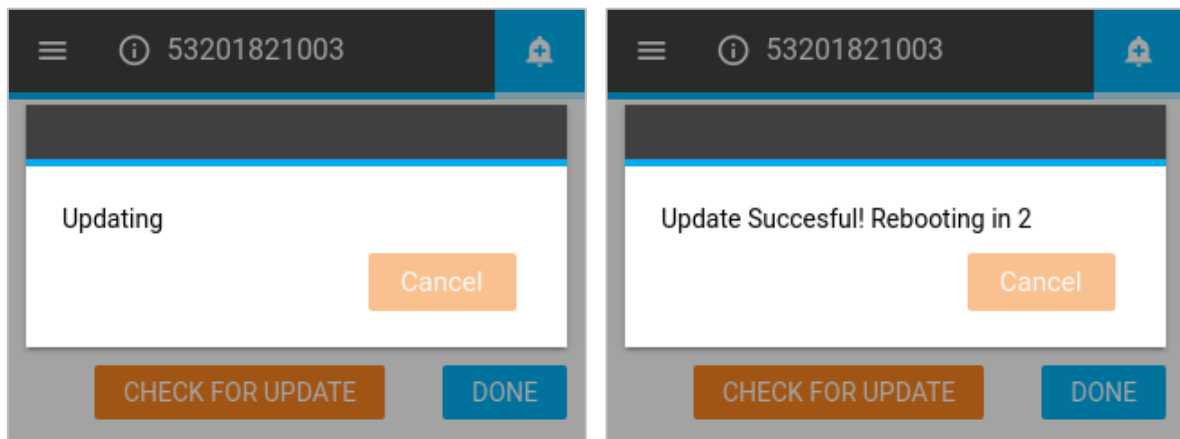 53201821003
Updating
Cancel
CHECK FOR UPDATE DONE
53201821003
Update Succesful! Rebooting in 2
Cancel
CHECK FOR UPDATE DONE